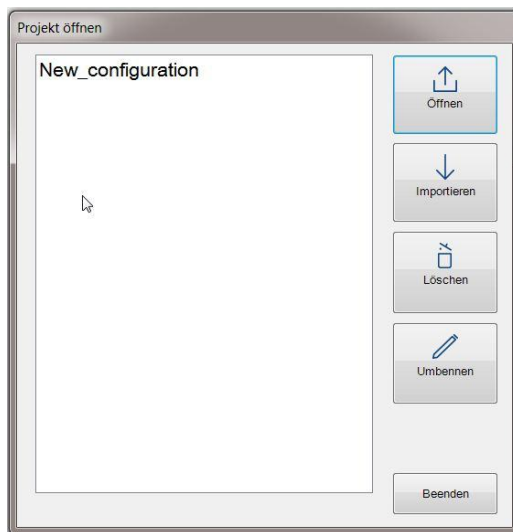 Projekt öffnen
New_configuration
Öffnen
Importieren
Löschen
Umbennen
Beenden